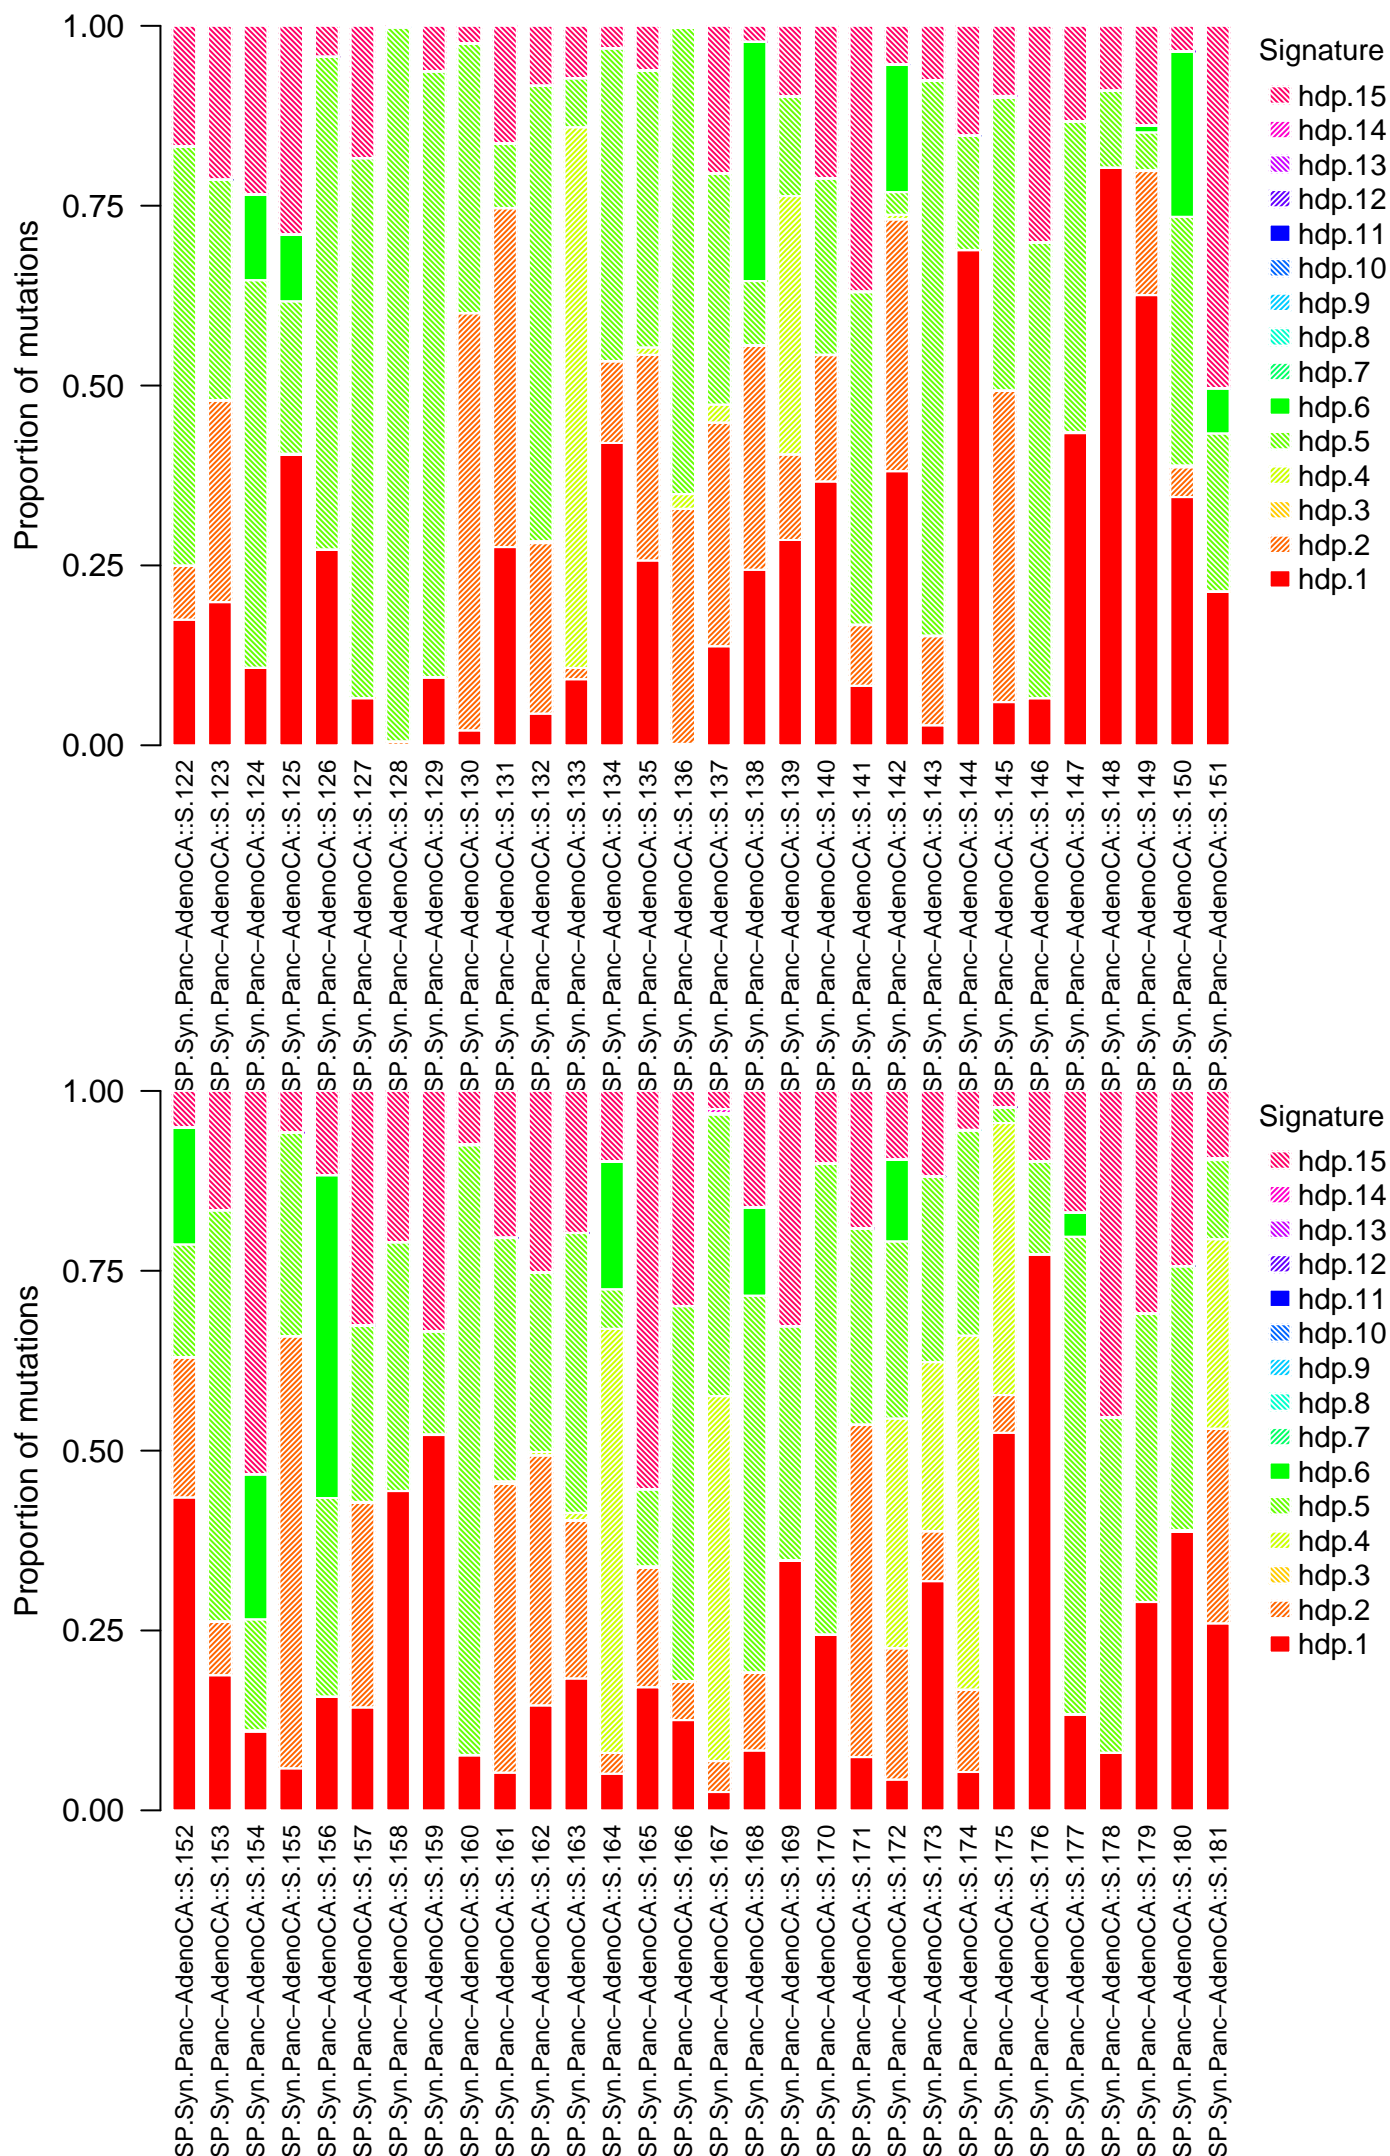 Proportion of mutations
1.00
0.75
0.50
0.25
0.00
SP.Syn.Panc−AdenoCA::S.122
SP.Syn.Panc−AdenoCA::S.123
SP.Syn.Panc−AdenoCA::S.124
SP.Syn.Panc−AdenoCA::S.125
SP.Syn.Panc−AdenoCA::S.126
SP.Syn.Panc−AdenoCA::S.127
SP.Syn.Panc−AdenoCA::S.128
SP.Syn.Panc−AdenoCA::S.129
SP.Syn.Panc−AdenoCA::S.130
SP.Syn.Panc−AdenoCA::S.131
SP.Syn.Panc−AdenoCA::S.132
SP.Syn.Panc−AdenoCA::S.133
SP.Syn.Panc−AdenoCA::S.134
SP.Syn.Panc−AdenoCA::S.135
SP.Syn.Panc−AdenoCA::S.136
SP.Syn.Panc−AdenoCA::S.137
SP.Syn.Panc−AdenoCA::S.138
SP.Syn.Panc−AdenoCA::S.139
SP.Syn.Panc−AdenoCA::S.140
SP.Syn.Panc−AdenoCA::S.141
SP.Syn.Panc−AdenoCA::S.142
SP.Syn.Panc−AdenoCA::S.143
SP.Syn.Panc−AdenoCA::S.144
SP.Syn.Panc−AdenoCA::S.145
SP.Syn.Panc−AdenoCA::S.146
SP.Syn.Panc−AdenoCA::S.147
SP.Syn.Panc−AdenoCA::S.148
SP.Syn.Panc−AdenoCA::S.149
SP.Syn.Panc−AdenoCA::S.150
SP.Syn.Panc−AdenoCA::S.151
Signature
hdp.15
hdp.14
hdp.13
hdp.12
hdp.11
hdp.10
hdp.9
hdp.8
hdp.7
hdp.6
hdp.5
hdp.4
hdp.3
hdp.2
hdp.1
Proportion of mutations
1.00
0.75
0.50
0.25
0.00
SP.Syn.Panc−AdenoCA::S.152
SP.Syn.Panc−AdenoCA::S.153
SP.Syn.Panc−AdenoCA::S.154
SP.Syn.Panc−AdenoCA::S.155
SP.Syn.Panc−AdenoCA::S.156
SP.Syn.Panc−AdenoCA::S.157
SP.Syn.Panc−AdenoCA::S.158
SP.Syn.Panc−AdenoCA::S.159
SP.Syn.Panc−AdenoCA::S.160
SP.Syn.Panc−AdenoCA::S.161
SP.Syn.Panc−AdenoCA::S.162
SP.Syn.Panc−AdenoCA::S.163
SP.Syn.Panc−AdenoCA::S.164
SP.Syn.Panc−AdenoCA::S.165
SP.Syn.Panc−AdenoCA::S.166
SP.Syn.Panc−AdenoCA::S.167
SP.Syn.Panc−AdenoCA::S.168
SP.Syn.Panc−AdenoCA::S.169
SP.Syn.Panc−AdenoCA::S.170
SP.Syn.Panc−AdenoCA::S.171
SP.Syn.Panc−AdenoCA::S.172
SP.Syn.Panc−AdenoCA::S.173
SP.Syn.Panc−AdenoCA::S.174
SP.Syn.Panc−AdenoCA::S.175
SP.Syn.Panc−AdenoCA::S.176
SP.Syn.Panc−AdenoCA::S.177
SP.Syn.Panc−AdenoCA::S.178
SP.Syn.Panc−AdenoCA::S.179
SP.Syn.Panc−AdenoCA::S.180
SP.Syn.Panc−AdenoCA::S.181
Signature
hdp.15
hdp.14
hdp.13
hdp.12
hdp.11
hdp.10
hdp.9
hdp.8
hdp.7
hdp.6
hdp.5
hdp.4
hdp.3
hdp.2
hdp.1